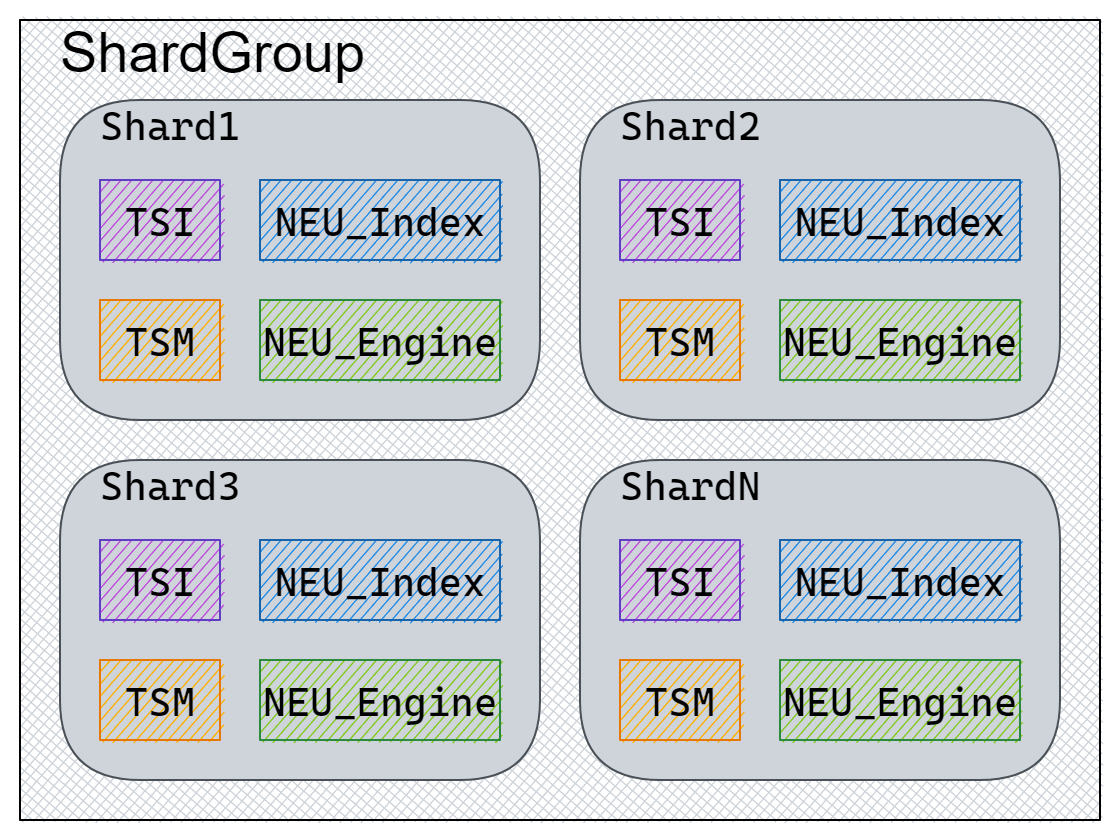 ShardGroup
Shard1
TSI NEU_Index
TSM NEU_Engine
Shard2
TSI NEU_Index
TSM NEU_Engine
Shard3
TSI NEU_Index
TSM NEU_Engine
ShardN
TSI NEU_Index
TSM NEU_Engine